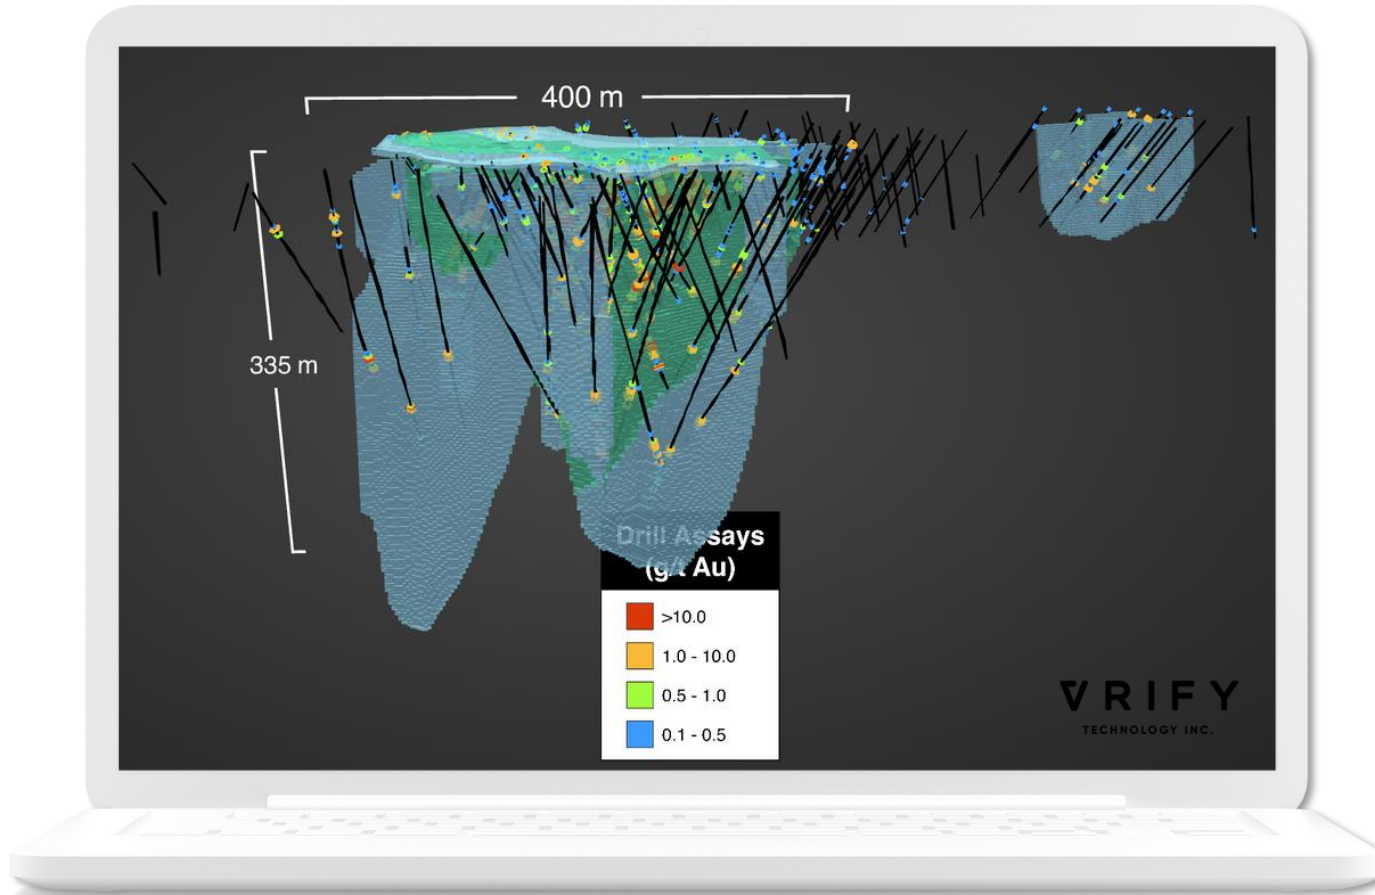 400 m
335 m
Drill Assays
(g/t Au)
>10.0
1.0 - 10.0
0.5 - 1.0
0.1 - 0.5
VRIFY
TECHNOLOGY INC.